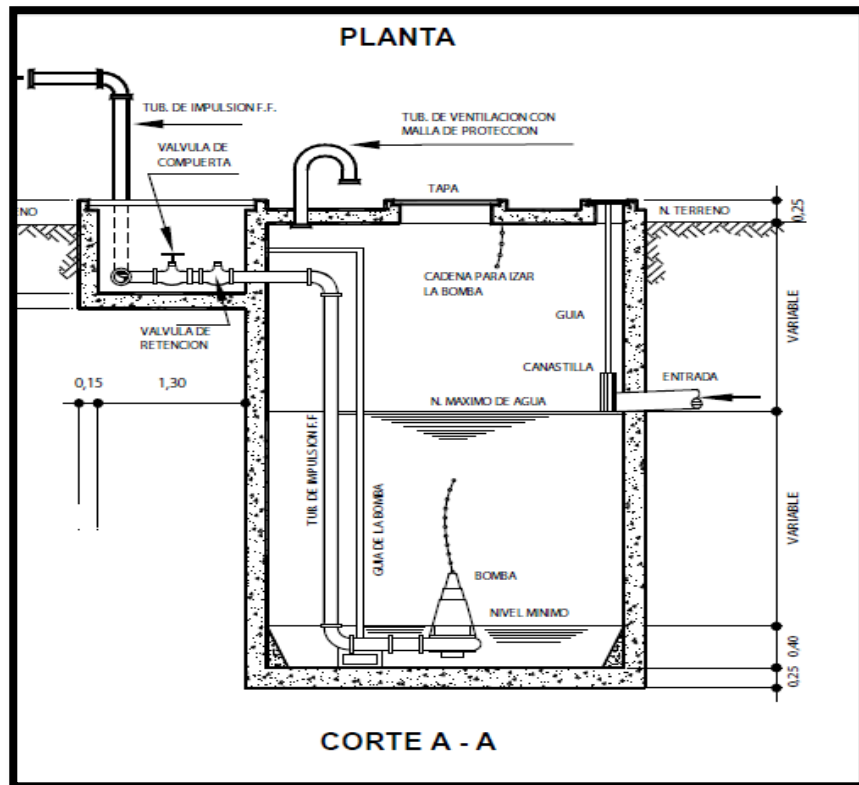 PLANTA
TUB. DE IMPULSION F.F.
VALVULA DE
COMPUERTA
TUB. DE VENTILACION CON
MALLA DE PROTECCION
TAPA
N. TERRENO
0,25
ENO
CADENA PARA IZAR
LA BOMBA
GUIA
VALVULA DE
RETENCION
CANASTILLA
ENTRADA
VARIABLE
0,15
1,30
N. MAXIMO DE AGUA
TUB. DE IMPULSION F.F
GUIA DE LA BOMBA
BOMBA
VARIABLE
NIVEL MINIMO
0,40
0,25
CORTE A - A